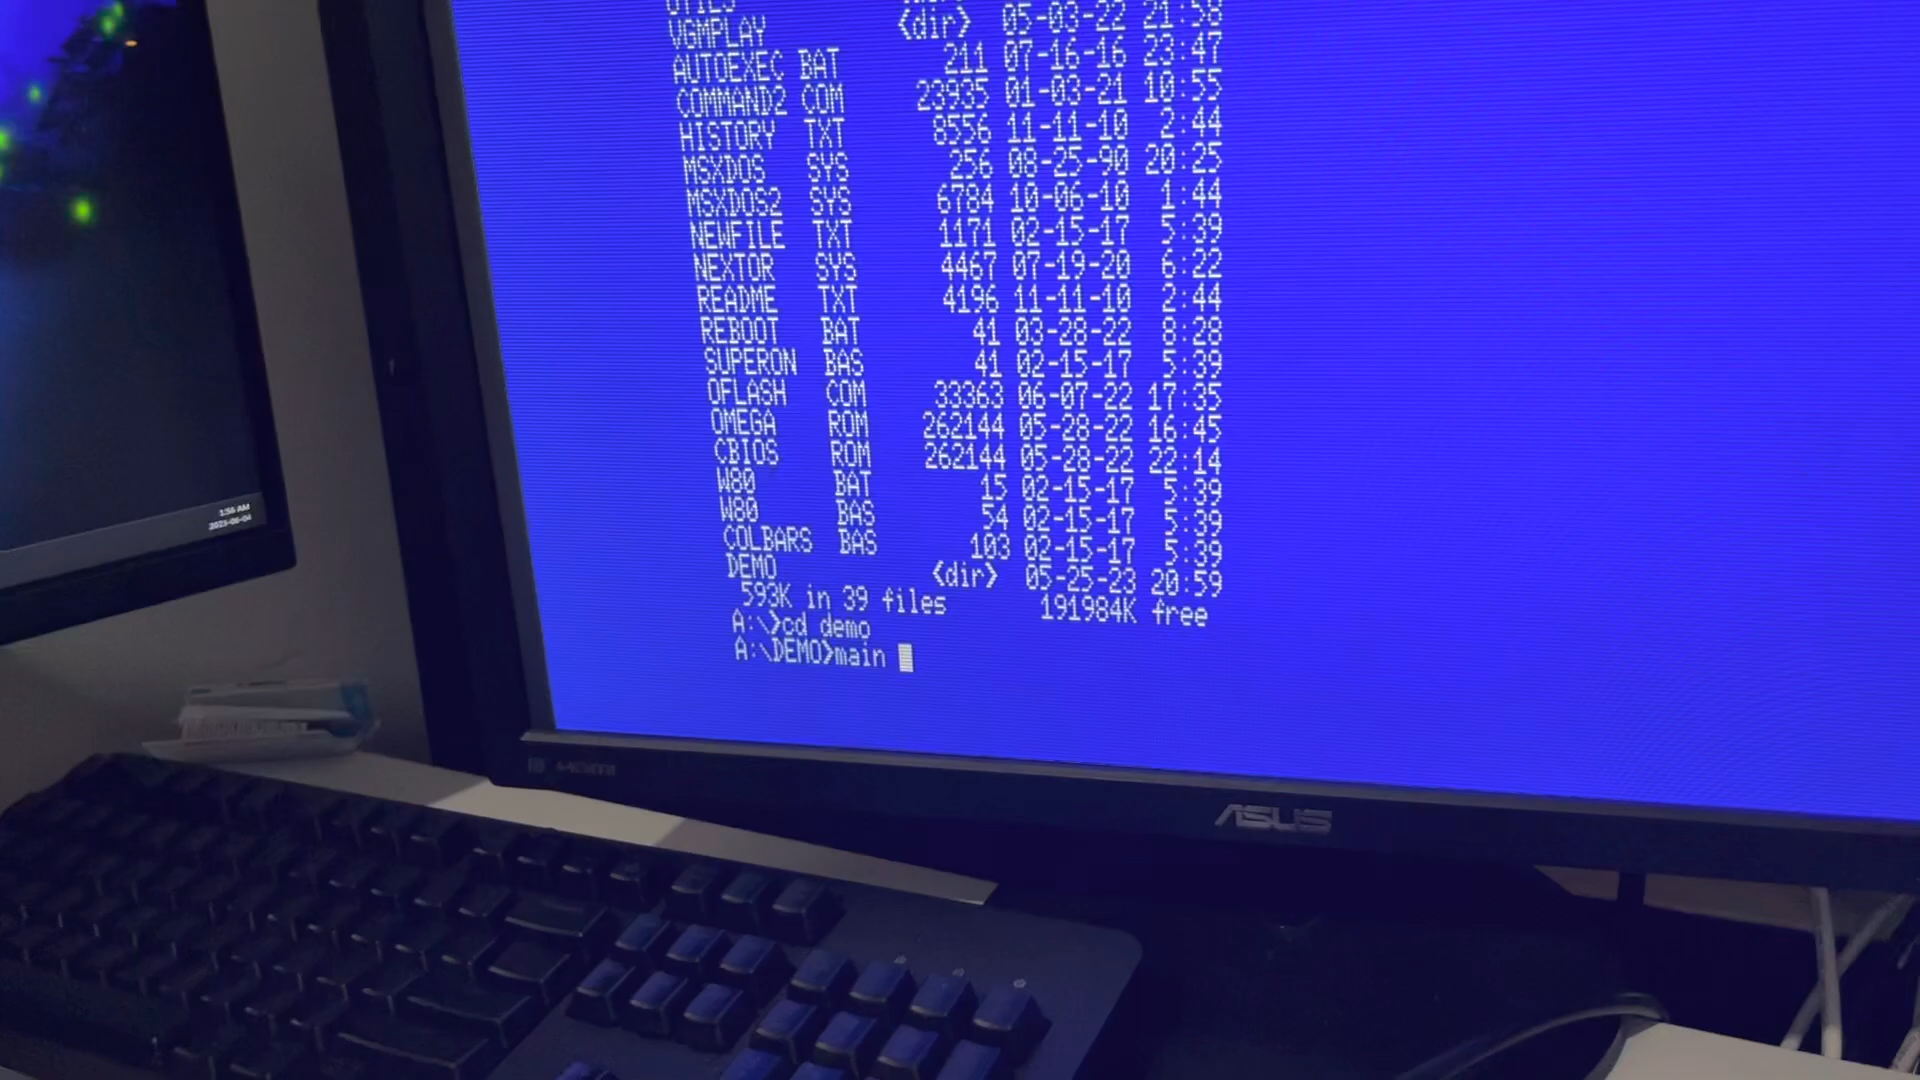 UTILS
VGMPLAY <dir> 05-03-22 21:58
AUTOEXEC BAT 211 07-16-16 23:47
COMMAND2 COM 23935 01-03-21 10:55
HISTORY TXT 8556 11-11-10 2:44
MSXDOS SYS 256 08-25-90 20:25
MSXDOS2 SYS 6784 10-06-10 1:44
NEWFILE TXT 1171 02-15-17 5:39
NEXTOR SYS 4467 07-19-20 6:22
README TXT 4196 11-11-10 2:44
REBOOT BAT 41 03-28-22 8:28
SUPERON BAS 41 02-15-17 5:39
OFLASH COM 33363 06-07-22 17:35
OMEGA ROM 262144 05-28-22 16:45
CBIOS ROM 262144 05-28-22 22:14
W80 BAT 15 02-15-17 5:39
W80 BAS 54 02-15-17 5:39
COLBARS BAS 103 02-15-17 5:39
DEMO <dir> 05-25-23 20:59
593K in 39 files 191984K free
A:\>cd demo
A:\DEMO>main
1:56 AM
2023-06-04
HDMI
ASUS